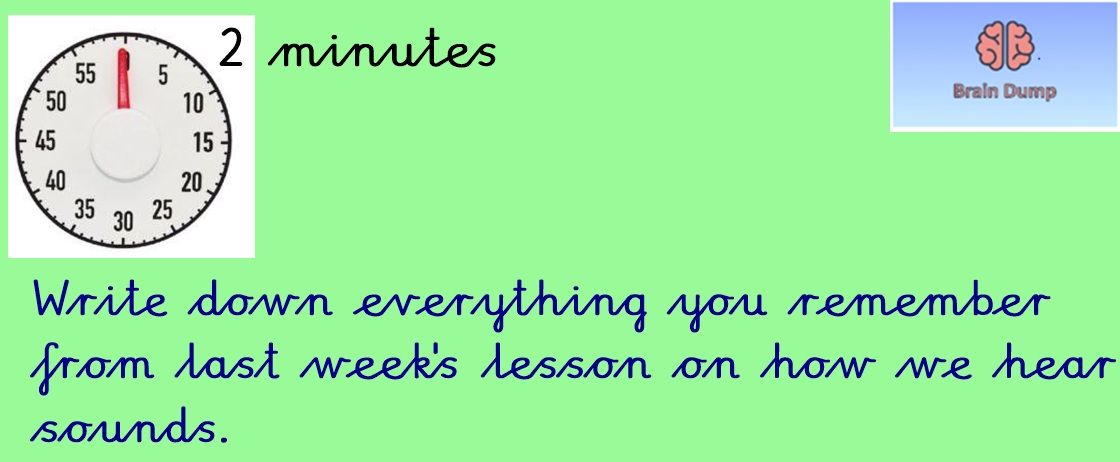 2 minutes
55 5
50 10
45 15
40 20
35 25
30
Brain Dump
Write down everything you remember
from last week's lesson on how we hear
sounds.